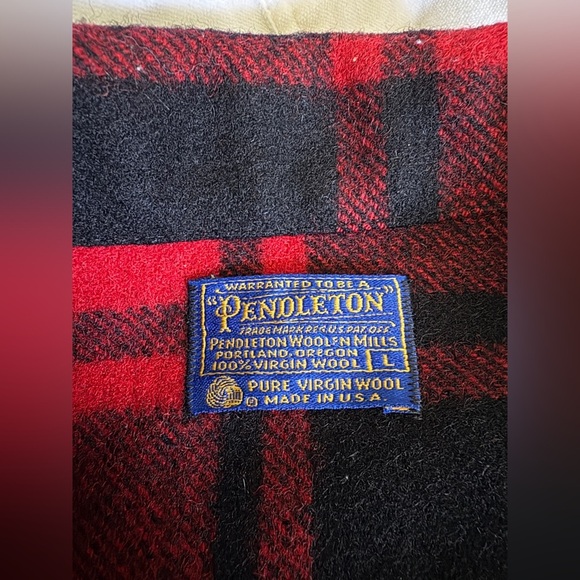 WARRANTED TO BE A
"PENDLETON"
TRADE MARK REG. U.S. PAT. OFF.
PENDLETON WOOLEN MILLS
PORTLAND, OREGON
100% VIRGIN WOOL L
PURE VIRGIN WOOL
R MADE IN U.S.A.